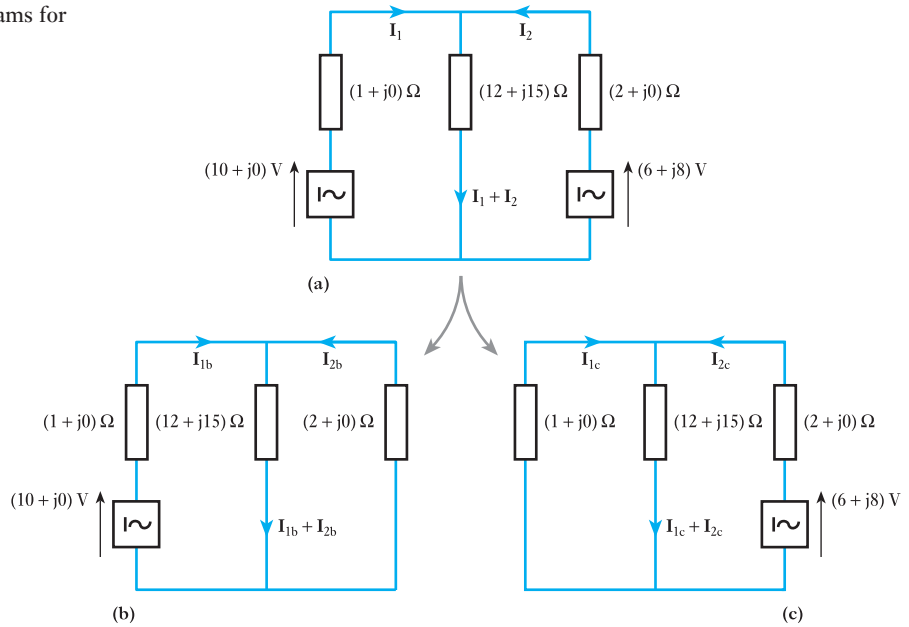 ams for
I1 I2
(1 + j0) Ω (12 + j15) Ω (2 + j0) Ω
(10 + j0) V (6 + j8) V
I1 + I2
(a)
I1b I2b I1c I2c
(1 + j0) Ω (12 + j15) Ω (2 + j0) Ω (1 + j0) Ω (12 + j15) Ω (2 + j0) Ω
(10 + j0) V (6 + j8) V
I1b + I2b I1c + I2c
(b) (c)